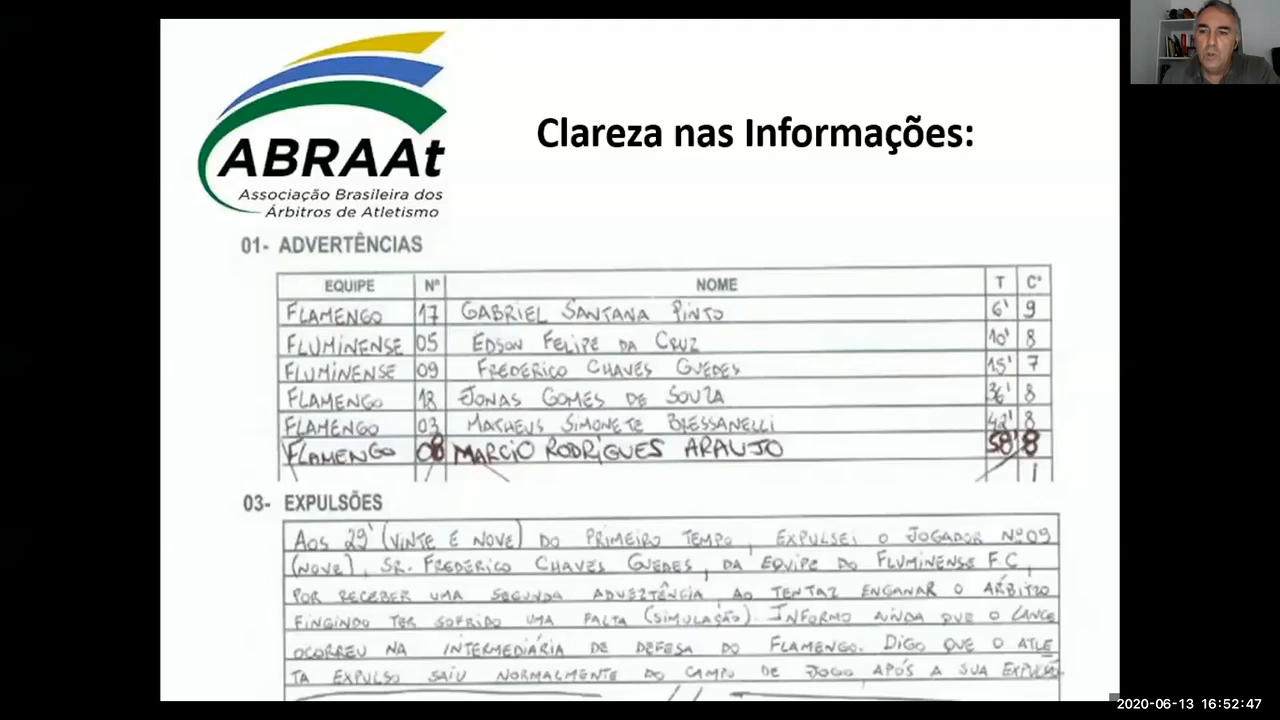 ABRAAt
Associação Brasileira dos
Árbitros de Atletismo
Clareza nas Informações:
01- ADVERTÊNCIAS
EQUIPE Nº NOME T Cª
FLAMENGO 17 GABRIEL SANTANA PINTO 6' 9
FLUMINENSE 05 EDSON FELIPE DA CRUZ 10' 8
FLUMINENSE 09 FREDERICO CHAVES GUEDES 15' 7
FLAMENGO 18 JONAS GOMES DE SOUZA 36' 8
FLAMENGO 03 MATHEUS SIMONETE BRESSANELLI 42' 8
FLAMENGO 08 MARCIO RODRIGUES ARAUJO 58' 8
03- EXPULSÕES
AOS 29' (VINTE E NOVE) DO PRIMEIRO TEMPO, EXPULSEI O JOGADOR Nº09
(NOVE), SR. FREDERICO CHAVES GUEDES, DA EQUIPE DO FLUMINENSE F.C,
POR RECEBER UMA SEGUNDA ADVERTÊNCIA AO TENTAR ENGANAR O ÁRBITRO
FINGINDO TER SOFRIDO UMA FALTA (SIMULAÇÃO). INFORMO AINDA QUE O LANCE
OCORREU NA INTERMEDIÁRIA DE DEFESA DO FLAMENGO. DIGO QUE O ATLE
TA EXPULSO SAIU NORMALMENTE DO CAMPO DE JOGO APÓS A SUA EXPULSÃO.
2020-06-13 16:52:47